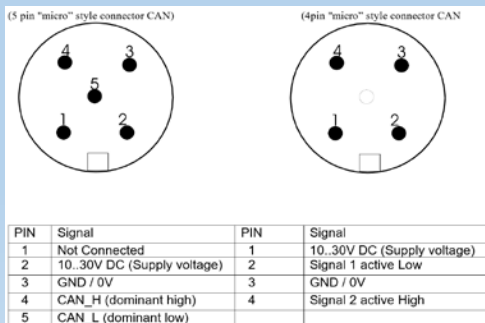 (5 pin "micro" style connector CAN)
(4pin "micro" style connector CAN
4 3
5
1 2
4 3
1 2
PIN Signal PIN Signal
1 Not Connected 1 10..30V DC (Supply voltage)
2 10..30V DC (Supply voltage) 2 Signal 1 active Low
3 GND / 0V 3 GND / 0V
4 CAN_H (dominant high) 4 Signal 2 active High
5 CAN_L (dominant low)